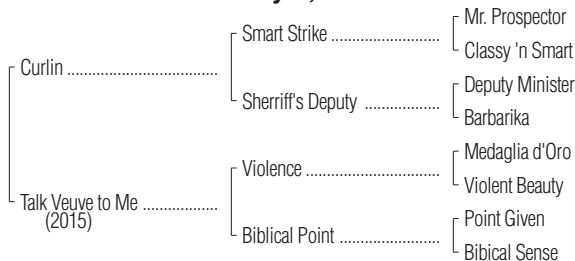 Mr. Prospector
Smart Strike ......................
Classy 'n Smart
Curlin ..................................
Deputy Minister
Sherriff's Deputy .................
Barbarika
Medaglia d'Oro
Violence .............................
Violent Beauty
Talk Veuve to Me .................
(2015)
Point Given
Biblical Point ......................
Bibical Sense